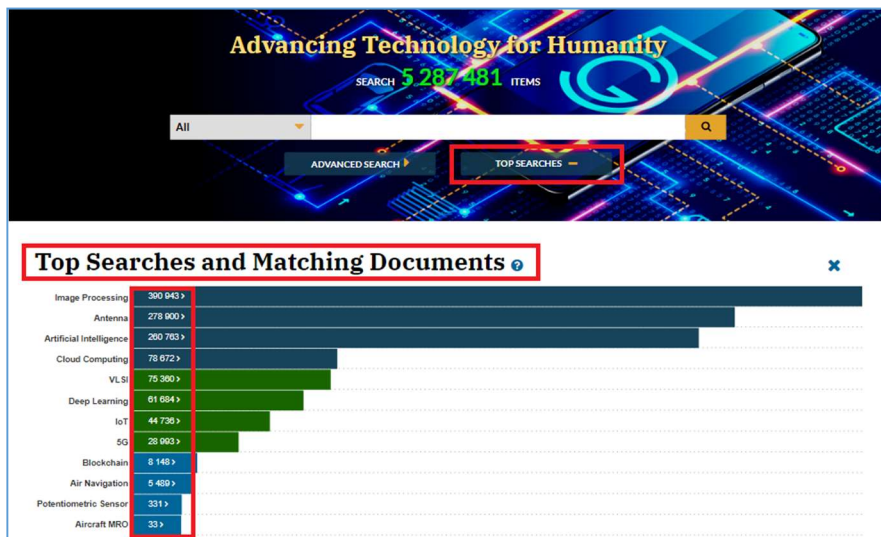 Advancing Technology for Humanity
SEARCH 5 287 481 ITEMS
All
ADVANCED SEARCH
TOP SEARCHES
Top Searches and Matching Documents
Image Processing 390 943 >
Antenna 278 900 >
Artificial Intelligence 260 763 >
Cloud Computing 78 672 >
VLSI 75 360 >
Deep Learning 61 684 >
IoT 44 736 >
5G 28 993 >
Blockchain 8 148 >
Air Navigation 5 489 >
Potentiometric Sensor 331 >
Aircraft MRO 33 >